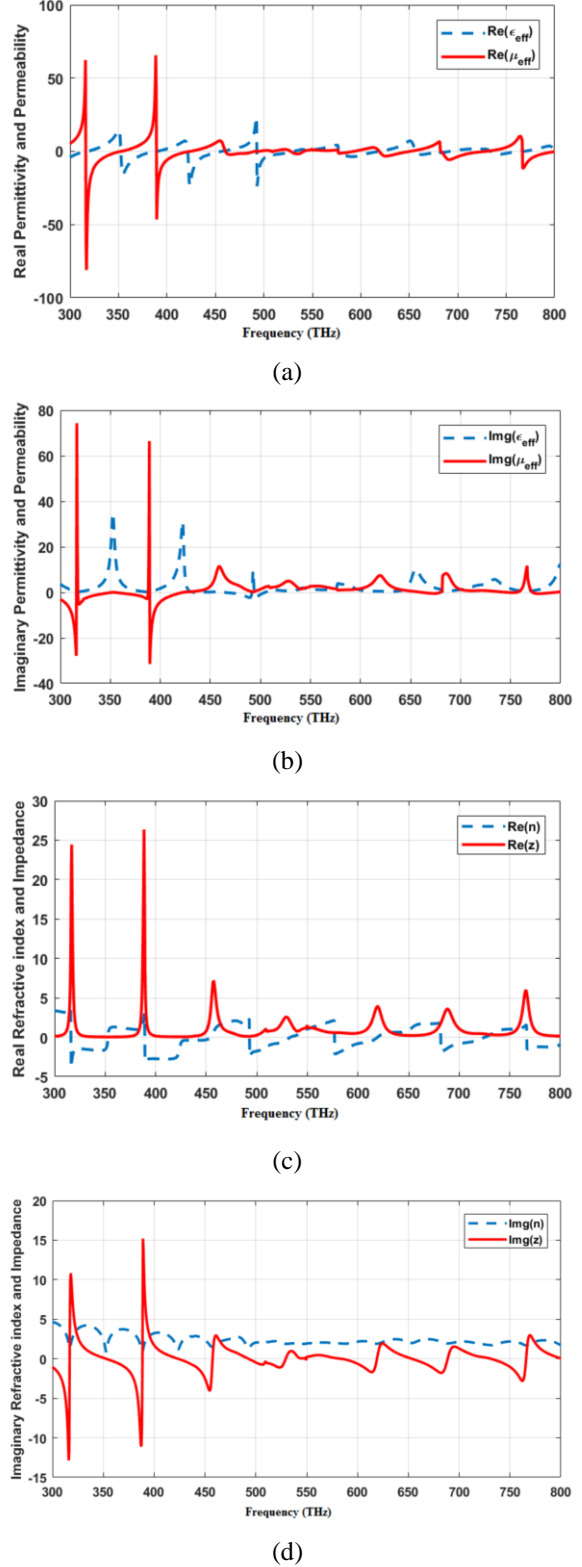 Real Permittivity and Permeability
100
50
0
-50
-100
Re(ϵeff)
Re(μeff)
300 350 400 450 500 550 600 650 700 750 800
Frequency (THz)
(a)
Imaginary Permittivity and Permeability
80
60
40
20
0
-20
-40
Img(ϵeff)
Img(μeff)
300 350 400 450 500 550 600 650 700 750 800
Frequency (THz)
(b)
Real Refractive index and Impedance
30
25
20
15
10
5
0
-5
Re(n)
Re(z)
300 350 400 450 500 550 600 650 700 750 800
Frequency (THz)
(c)
Imaginary Refractive index and Impedance
20
15
10
5
0
-5
-10
-15
Img(n)
Img(z)
300 350 400 450 500 550 600 650 700 750 800
Frequency (THz)
(d)